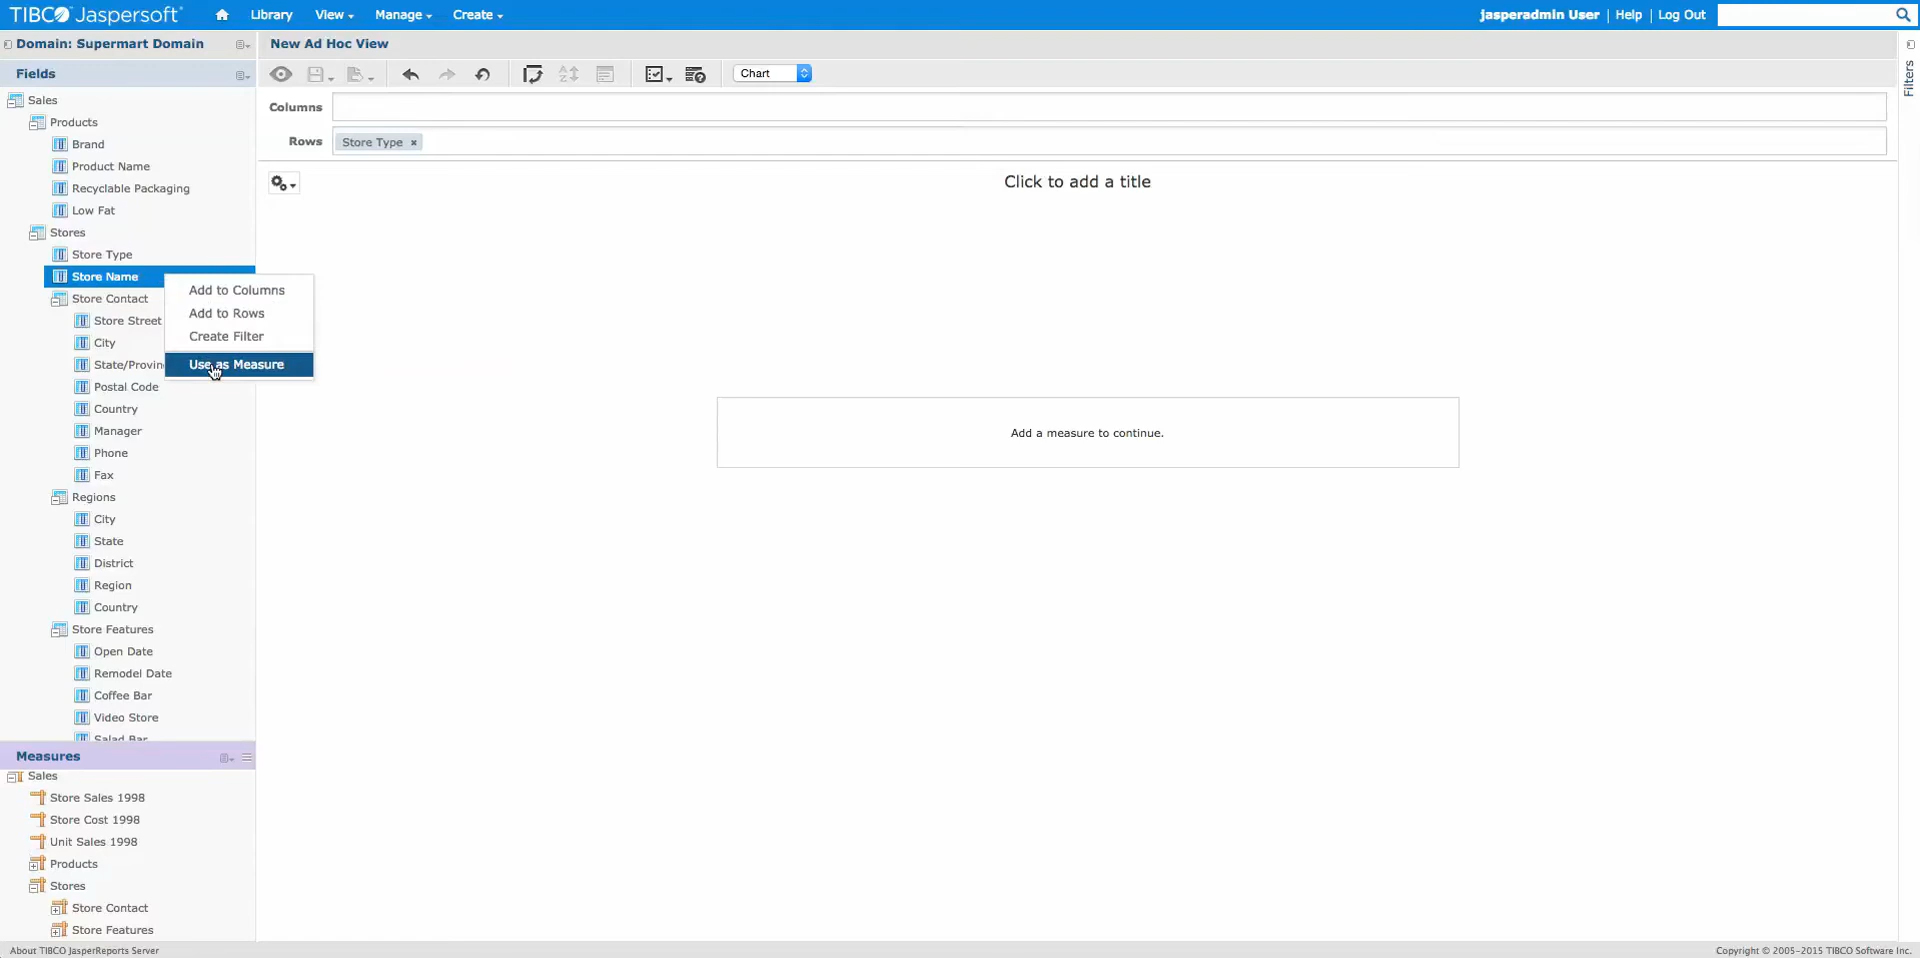 TIBCO Jaspersoft Library View Manage Create jasperadmin User | Help | Log Out
Domain: Supermart Domain
New Ad Hoc View
Fields
Chart
Filters
Columns
Rows Store Type ×
Click to add a title
Add a measure to continue.
Sales
Products
Brand
Product Name
Recyclable Packaging
Low Fat
Stores
Store Type
Store Name
Store Contact
Store Street
City
State/Provin
Postal Code
Country
Manager
Phone
Fax
Regions
City
State
District
Region
Country
Store Features
Open Date
Remodel Date
Coffee Bar
Video Store
Salad Bar
Add to Columns
Add to Rows
Create Filter
Use as Measure
Measures
Sales
Store Sales 1998
Store Cost 1998
Unit Sales 1998
Products
Stores
Store Contact
Store Features
About TIBCO JasperReports Server
Copyright © 2005-2015 TIBCO Software Inc.